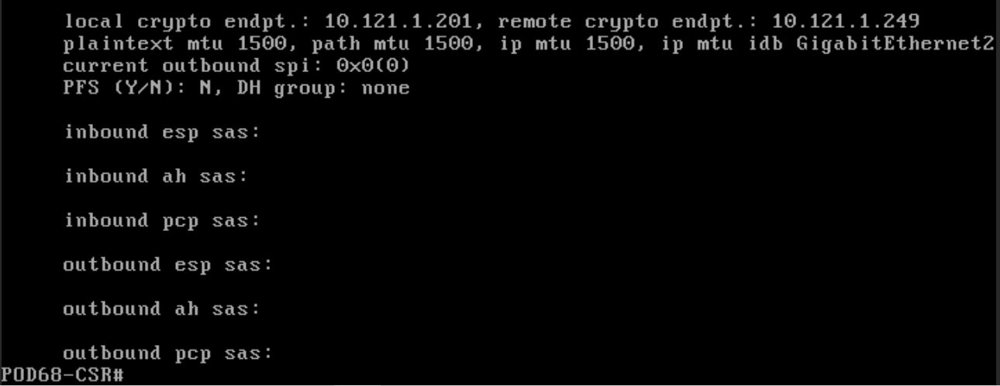 local crypto endpt.: 10.121.1.201, remote crypto endpt.: 10.121.1.249
plaintext mtu 1500, path mtu 1500, ip mtu 1500, ip mtu idb GigabitEthernet2
current outbound spi: 0x0(0)
PFS (Y/N): N, DH group: none
inbound esp sas:
inbound ah sas:
inbound pcp sas:
outbound esp sas:
outbound ah sas:
outbound pcp sas:
POD68-CSR#